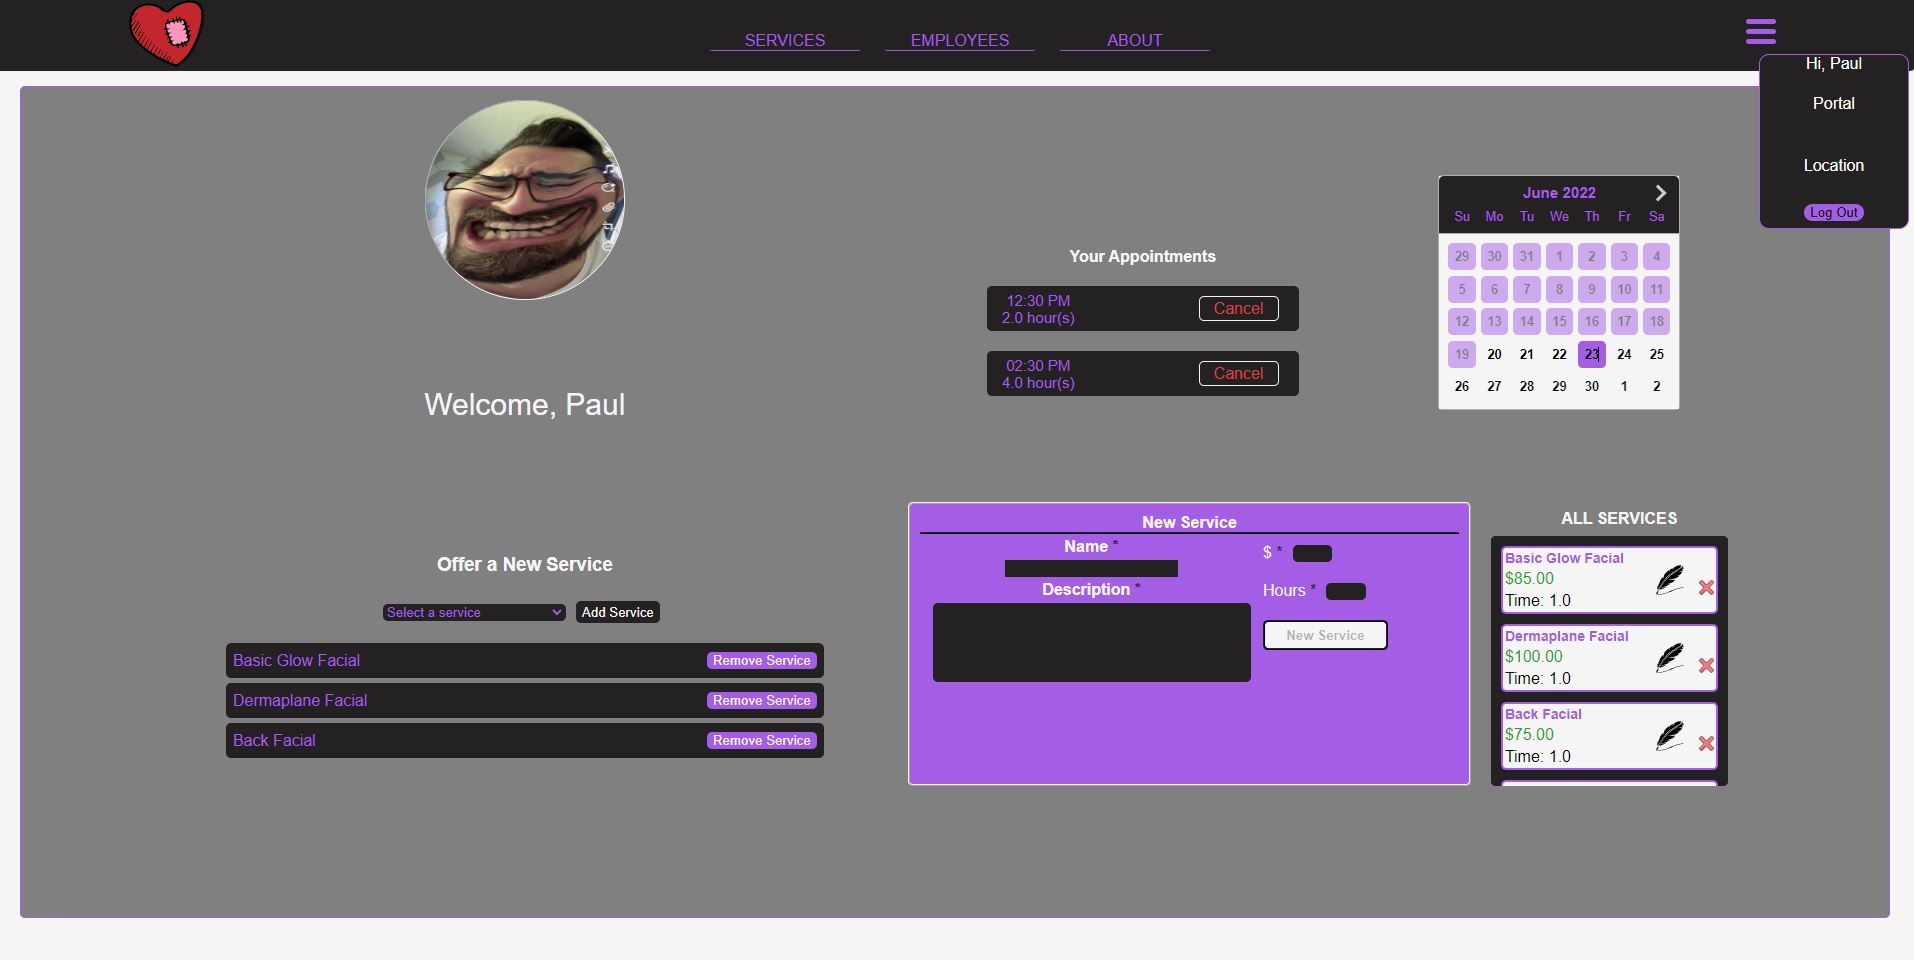 SERVICES
EMPLOYEES
ABOUT
Hi, Paul
Portal
Location
Log Out
Welcome, Paul
Your Appointments
12:30 PM
2.0 hour(s)
Cancel
02:30 PM
4.0 hour(s)
Cancel
June 2022
Su Mo Tu We Th Fr Sa
29 30 31 1 2 3 4
5 6 7 8 9 10 11
12 13 14 15 16 17 18
19 20 21 22 23 24 25
26 27 28 29 30 1 2
Offer a New Service
Select a service
Add Service
Basic Glow Facial
Remove Service
Dermaplane Facial
Remove Service
Back Facial
Remove Service
New Service
Name *
Description *
$ *
Hours *
New Service
ALL SERVICES
Basic Glow Facial
$85.00
Time: 1.0
Dermaplane Facial
$100.00
Time: 1.0
Back Facial
$75.00
Time: 1.0